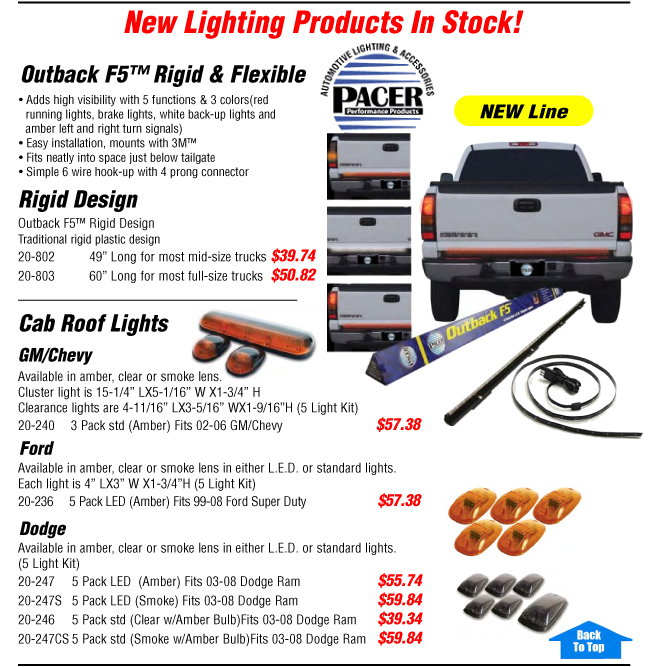 New Lighting Products In Stock!
Outback F5™ Rigid & Flexible
• Adds high visibility with 5 functions & 3 colors(red
running lights, brake lights, white back-up lights and
amber left and right turn signals)
• Easy installation, mounts with 3M™
• Fits neatly into space just below tailgate
• Simple 6 wire hook-up with 4 prong connector
AUTOMOTIVE LIGHTING & ACCESSORIES
PACER
Performance Products
NEW Line
Rigid Design
Outback F5™ Rigid Design
Traditional rigid plastic design
20-802 49” Long for most mid-size trucks $39.74
20-803 60” Long for most full-size trucks $50.82
GMC
PACER
Outback F5
PACER
Cab Roof Lights
GM/Chevy
Available in amber, clear or smoke lens.
Cluster light is 15-1/4” LX5-1/16” W X1-3/4” H
Clearance lights are 4-11/16” LX3-5/16” WX1-9/16”H (5 Light Kit)
20-240 3 Pack std (Amber) Fits 02-06 GM/Chevy $57.38
Ford
Available in amber, clear or smoke lens in either L.E.D. or standard lights.
Each light is 4” LX3” W X1-3/4”H (5 Light Kit)
20-236 5 Pack LED (Amber) Fits 99-08 Ford Super Duty $57.38
Dodge
Available in amber, clear or smoke lens in either L.E.D. or standard lights.
(5 Light Kit)
20-247 5 Pack LED (Amber) Fits 03-08 Dodge Ram $55.74
20-247S 5 Pack LED (Smoke) Fits 03-08 Dodge Ram $59.84
20-246 5 Pack std (Clear w/Amber Bulb)Fits 03-08 Dodge Ram $39.34
20-247CS 5 Pack std (Smoke w/Amber Bulb)Fits 03-08 Dodge Ram $59.84
Back
To Top